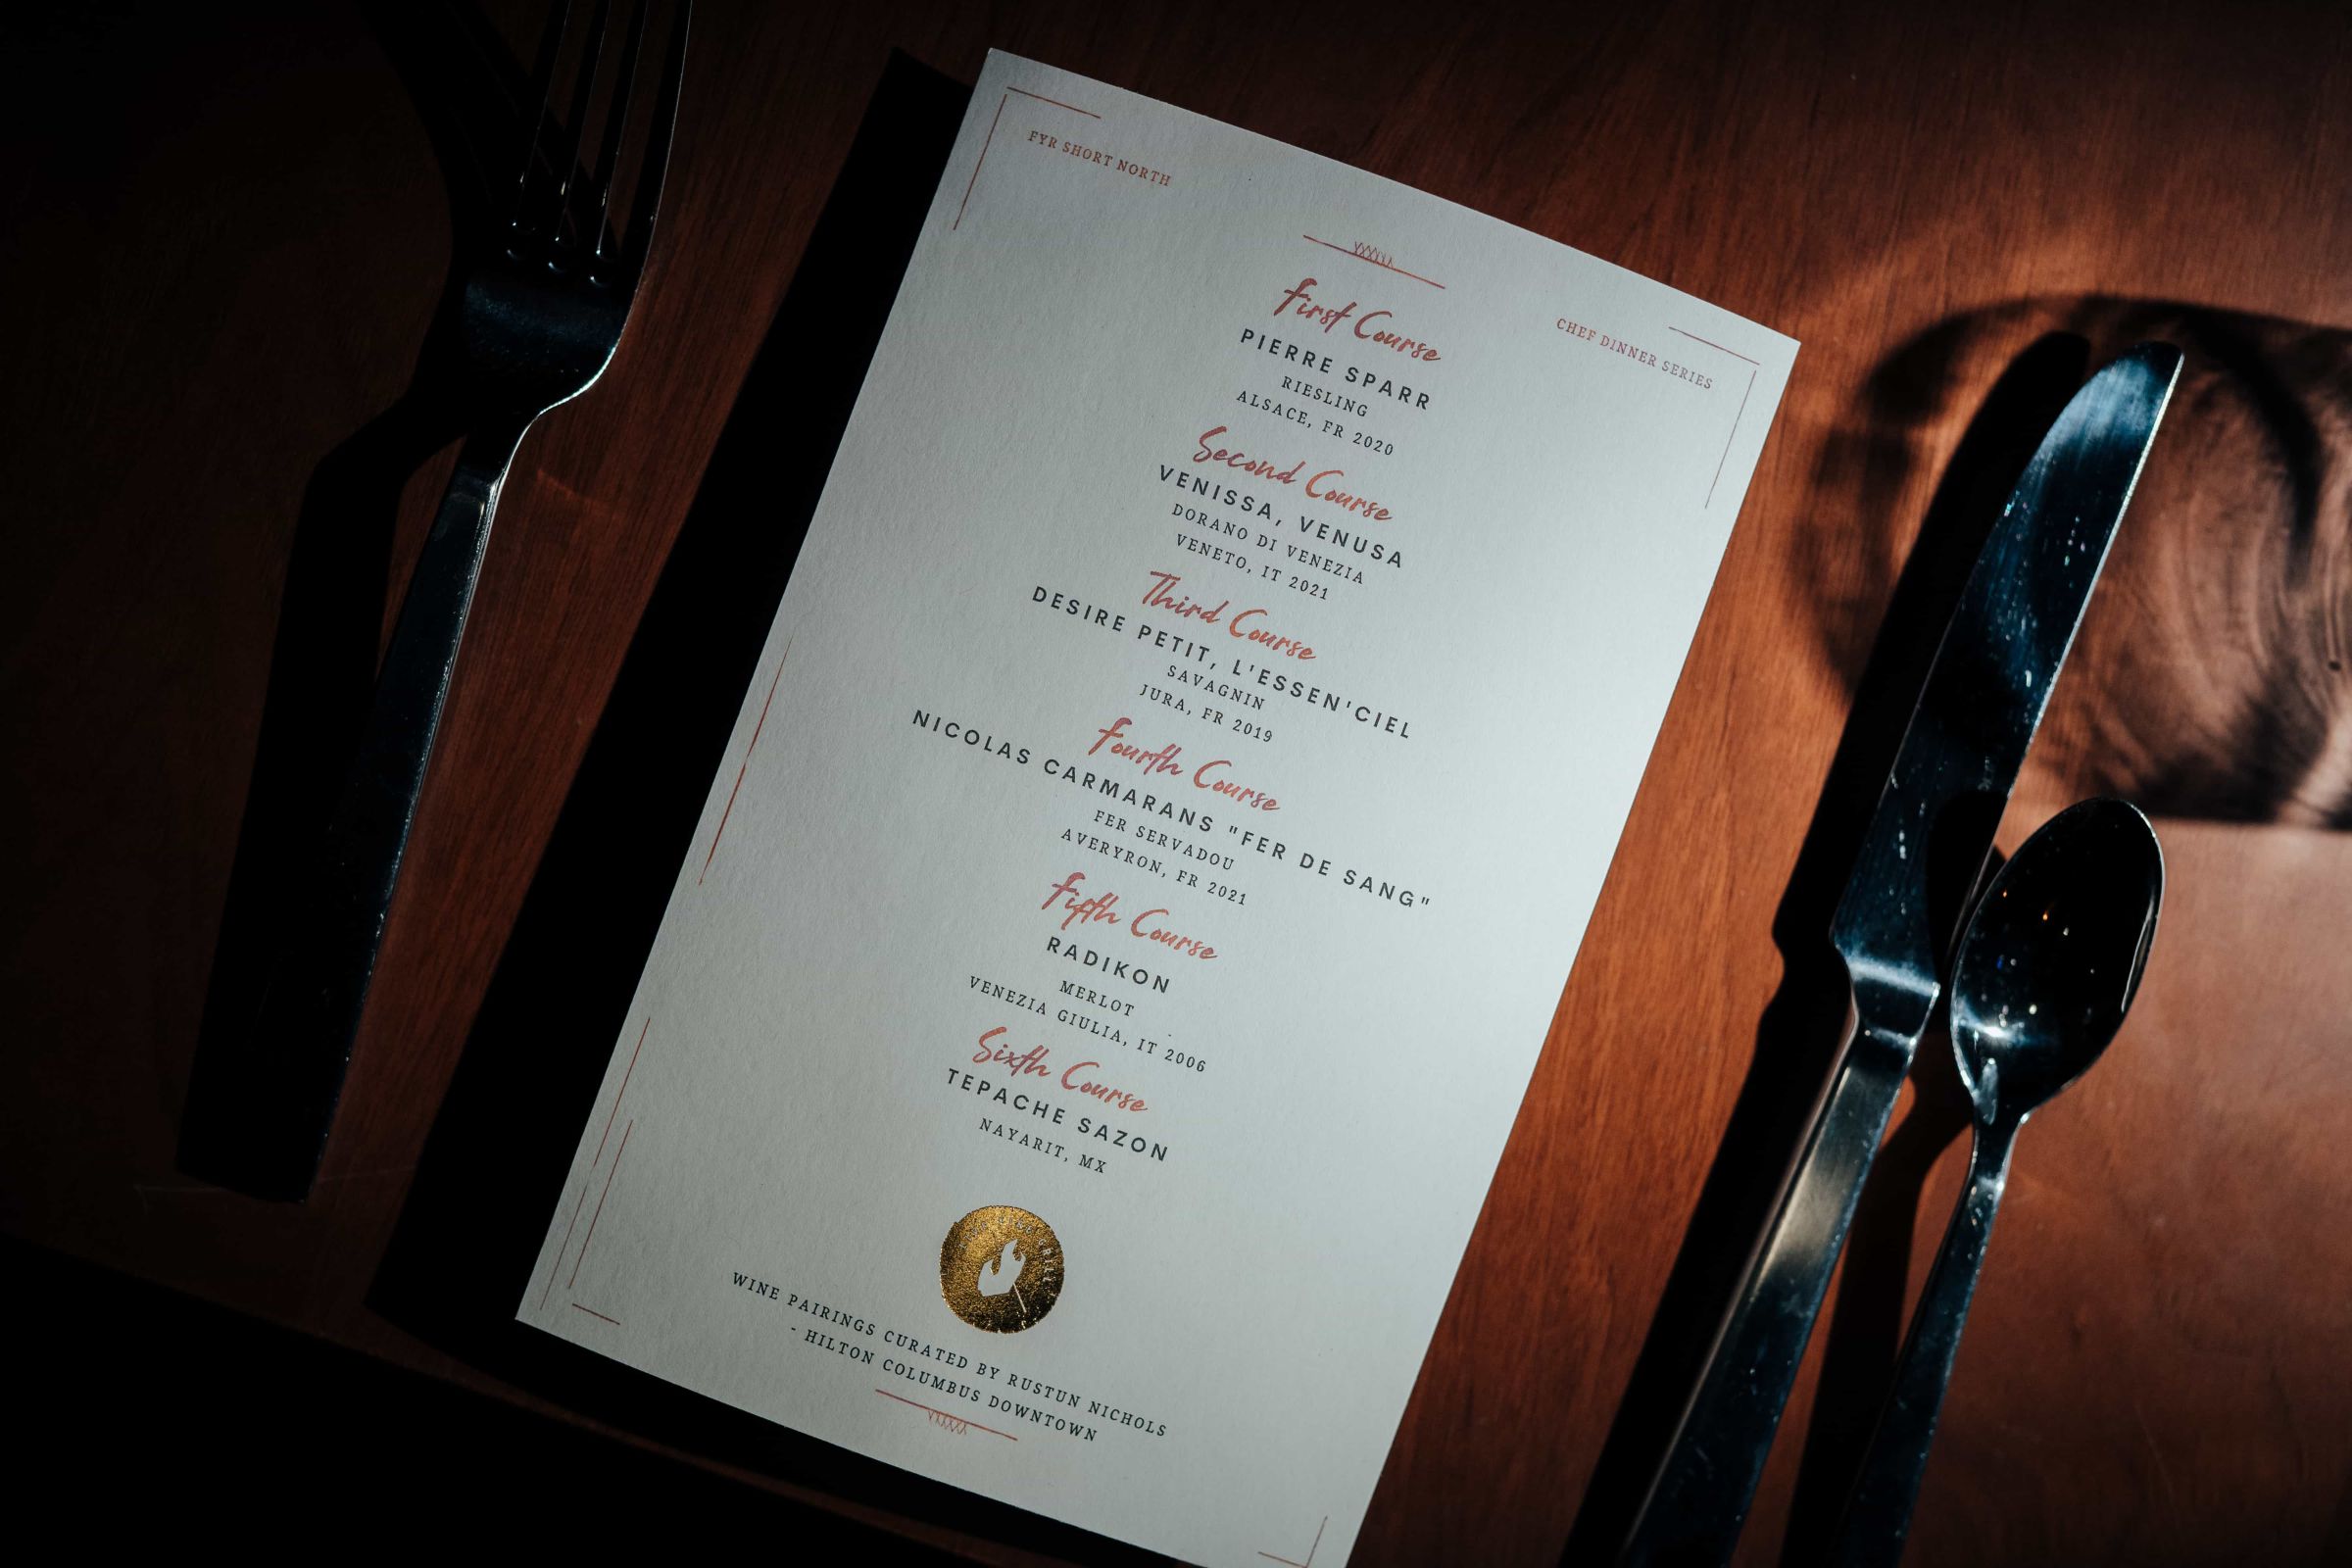 FYR SHORT NORTH
CHEF DINNER SERIES
First Course
PIERRE SPARR
RIESLING
ALSACE, FR 2020
Second Course
VENISSA, VENUSA
DORANO DI VENEZIA
VENETO, IT 2021
Third Course
DESIRE PETIT, L'ESSEN'CIEL
SAVAGNIN
JURA, FR 2019
Fourth Course
NICOLAS CARMARANS "FER DE SANG"
FER SERVADOU
AVERYRON, FR 2021
Fifth Course
RADIKON
MERLOT
VENEZIA GIULIA, IT 2006
Sixth Course
TEPACHE SAZON
NAYARIT, MX
WINE PAIRINGS CURATED BY RUSTUN NICHOLS
- HILTON COLUMBUS DOWNTOWN